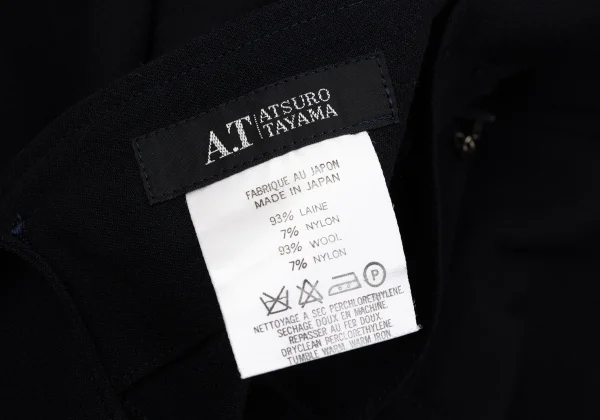 A.T ATSURO
TAYAMA
FABRIQUE AU JAPON
MADE IN JAPAN
93% LAINE
7% NYLON
93% WOOL
7% NYLON
P
NETTOYAGE A SEC PERCHLORETHYLENE.
SECHAGE DOUX EN MACHINE.
REPASSER AU FER DOUX.
DRYCLEAN PERCLOROETHYLENE.
TUMBLE WARM. WARM IRON.